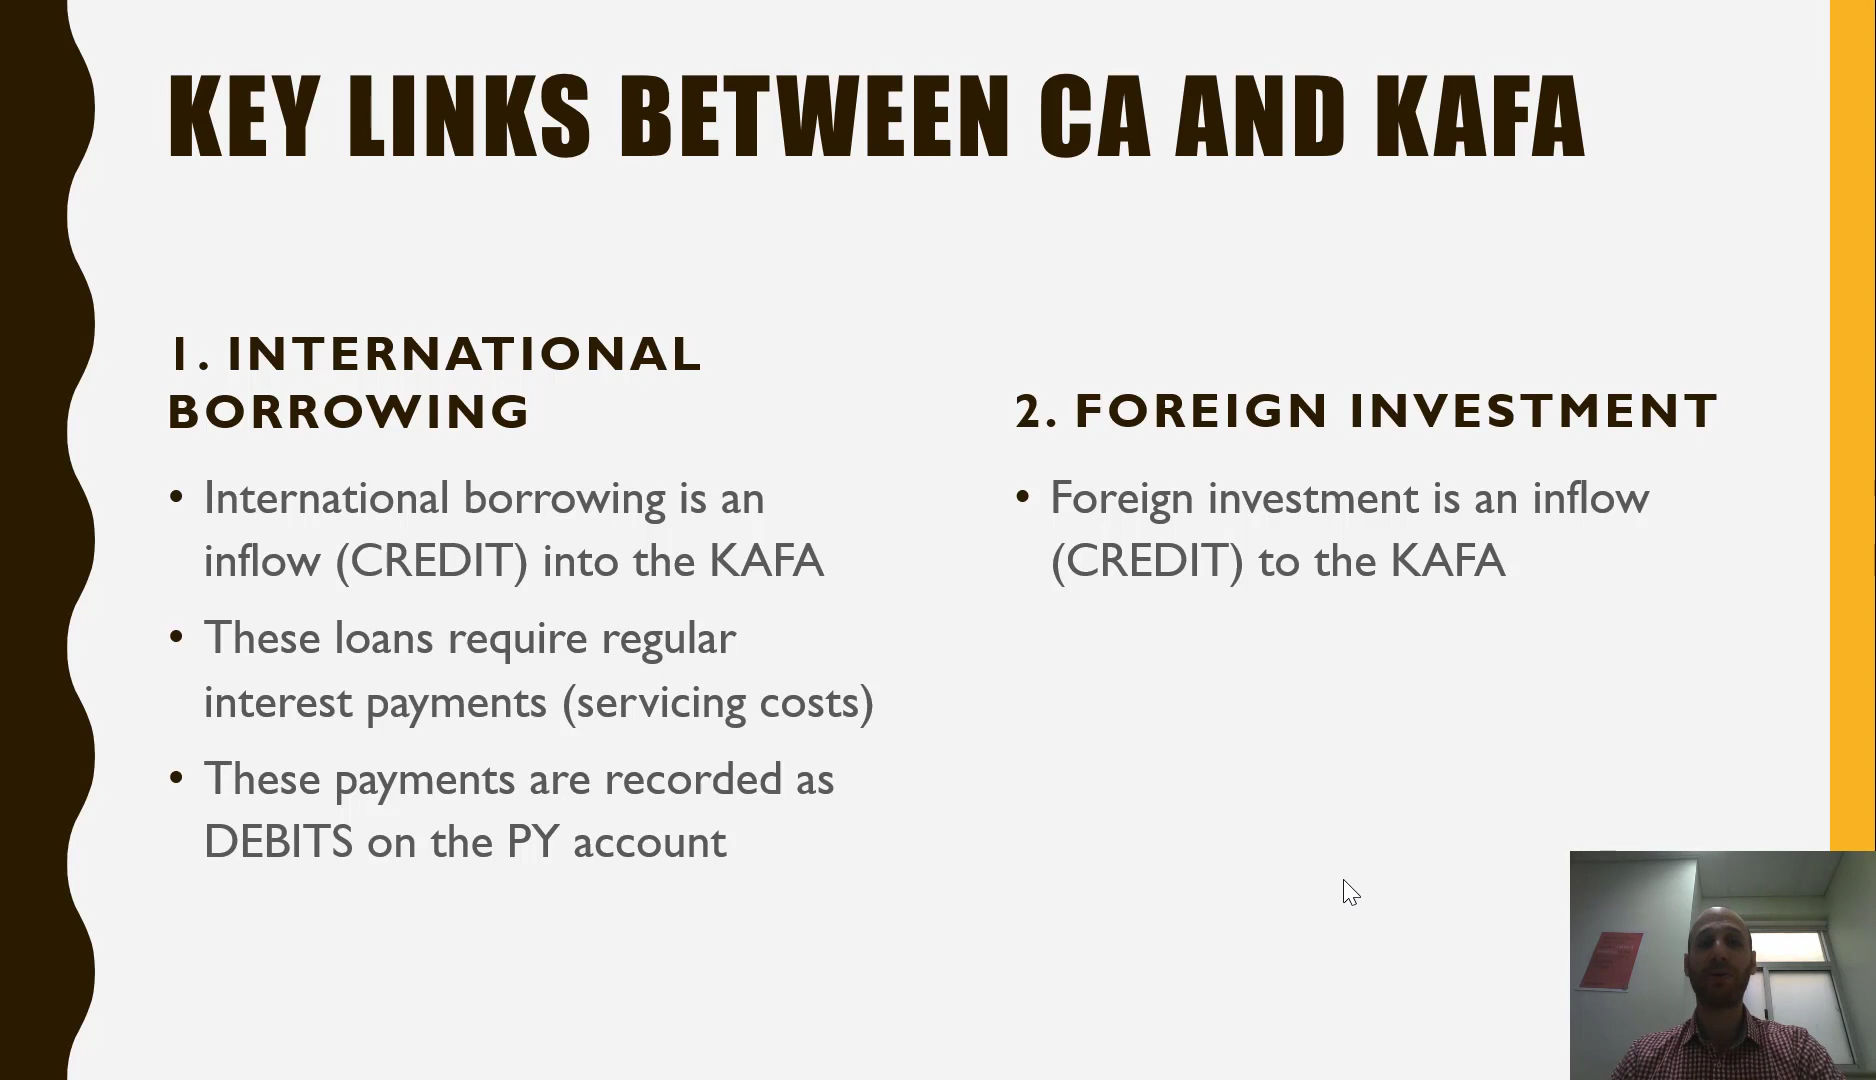 KEY LINKS BETWEEN CA AND KAFA
1. INTERNATIONAL
BORROWING
• International borrowing is an
inflow (CREDIT) into the KAFA
• These loans require regular
interest payments (servicing costs)
• These payments are recorded as
DEBITS on the PY account
2. FOREIGN INVESTMENT
• Foreign investment is an inflow
(CREDIT) to the KAFA